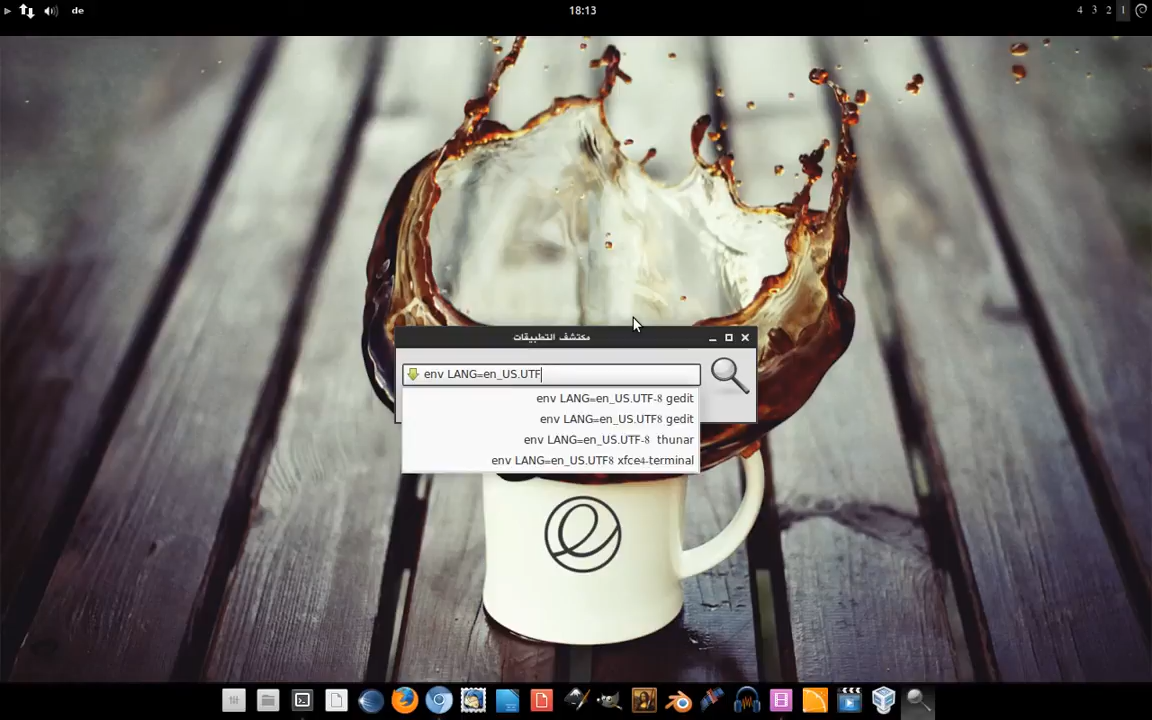 de
18:13
4 3 2 1
مكتشف التطبيقات
env LANG=en_US.UTF
env LANG=en_US.UTF-8 gedit
env LANG=en_US.UTF8 gedit
env LANG=en_US.UTF-8  thunar
env LANG=en_US.UTF8 xfce4-terminal